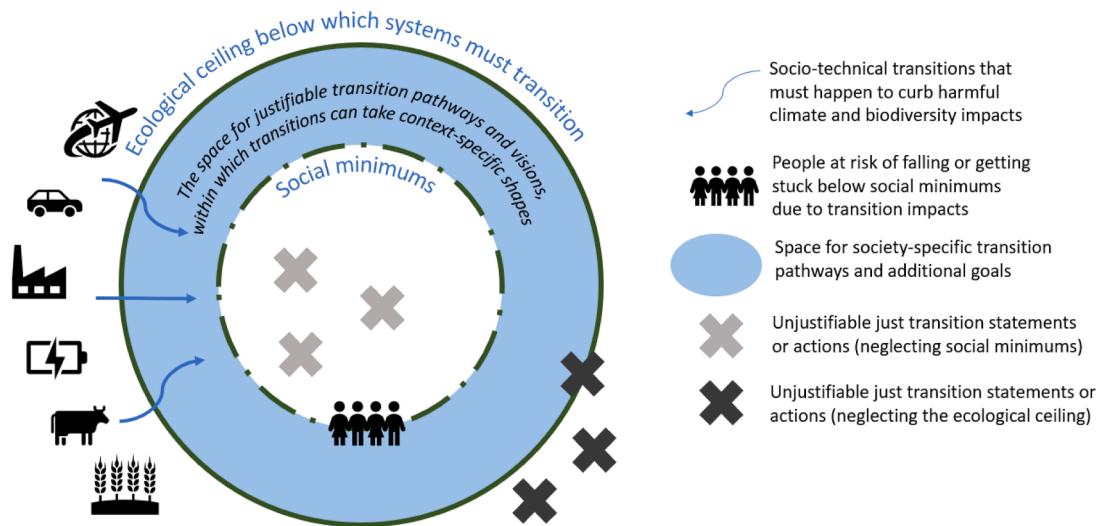 Ecological ceiling below which systems must transition
The space for justifiable transition pathways and visions,
within which transitions can take context-specific shapes
Social minimums
Socio-technical transitions that
must happen to curb harmful
climate and biodiversity impacts
People at risk of falling or getting
stuck below social minimums
due to transition impacts
Space for society-specific transition
pathways and additional goals
Unjustifiable just transition statements
or actions (neglecting social minimums)
Unjustifiable just transition statements or
actions (neglecting the ecological ceiling)